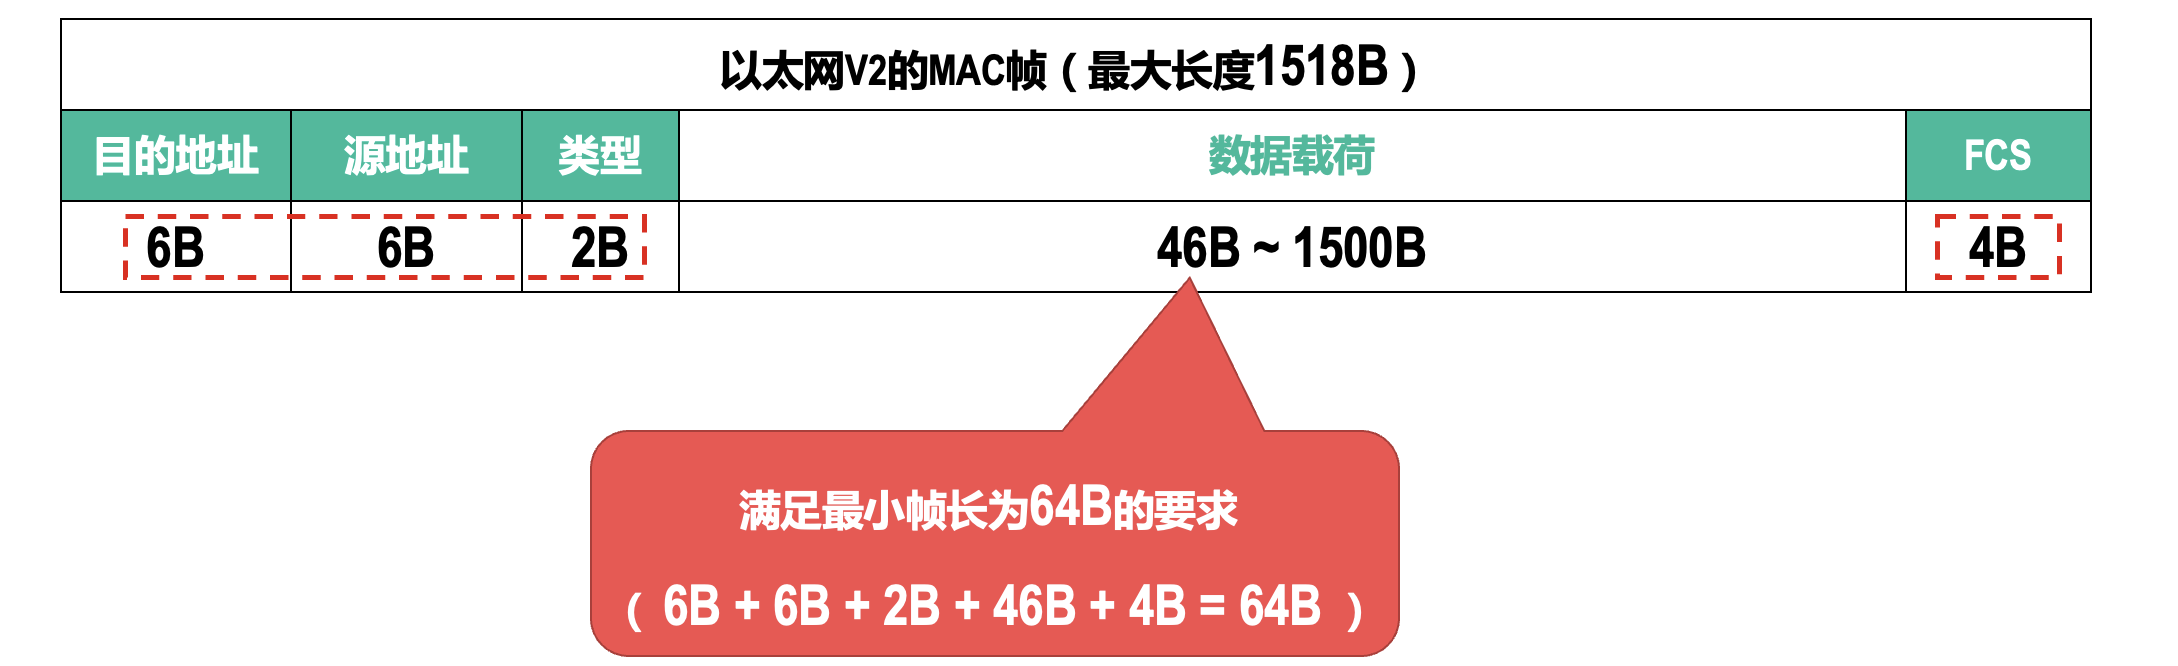 以太网V2的MAC帧（最大长度1518B）
目的地址 源地址 类型 数据载荷 FCS
6B 6B 2B 46B ~ 1500B 4B
满足最小帧长为64B的要求
（ 6B + 6B + 2B + 46B + 4B = 64B ）